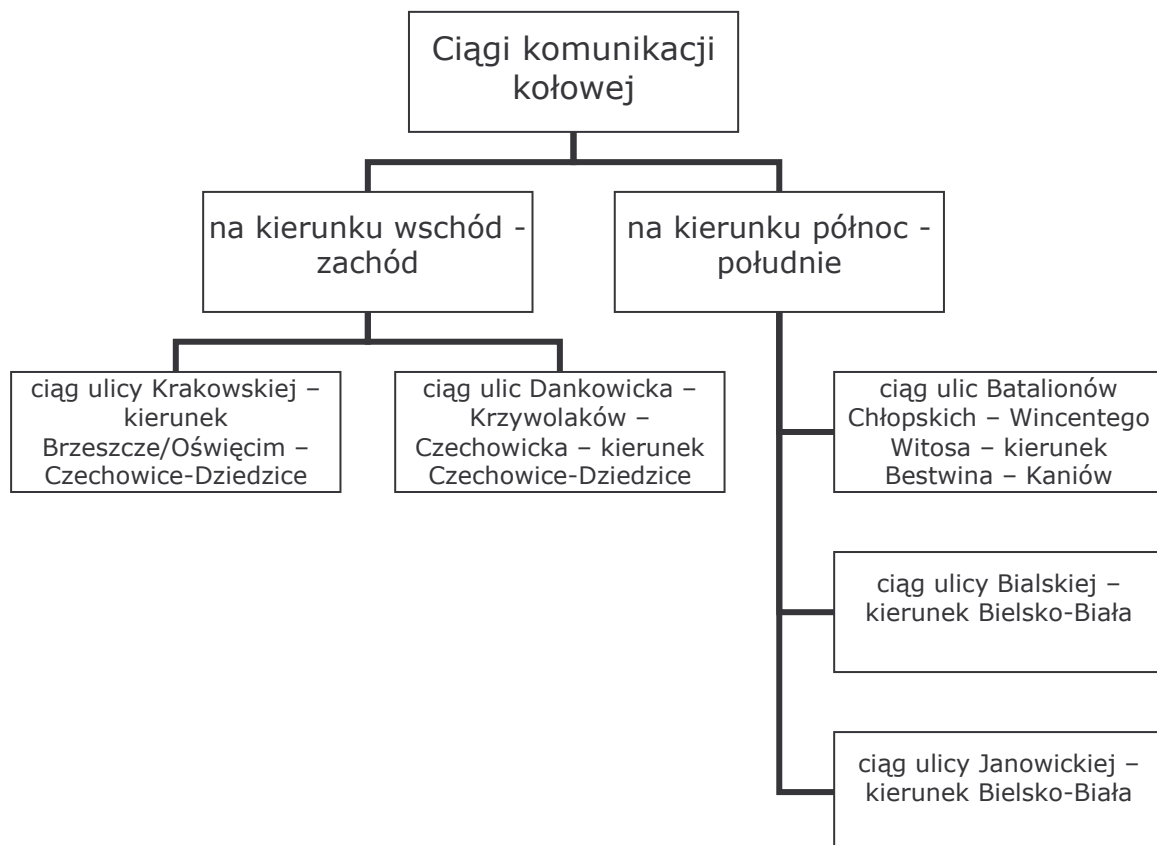 Ciągi komunikacji
kołowej
na kierunku wschód -
zachód
na kierunku północ -
południe
ciąg ulicy Krakowskiej –
kierunek
Brzeszcze/Oświęcim –
Czechowice-Dziedzice
ciąg ulic Dankowicka –
Krzywolaków –
Czechowicka – kierunek
Czechowice-Dziedzice
ciąg ulic Batalionów
Chłopskich – Wincentego
Witosa – kierunek
Bestwina – Kaniów
ciąg ulicy Bialskiej –
kierunek Bielsko-Biała
ciąg ulicy Janowickiej –
kierunek Bielsko-Biała